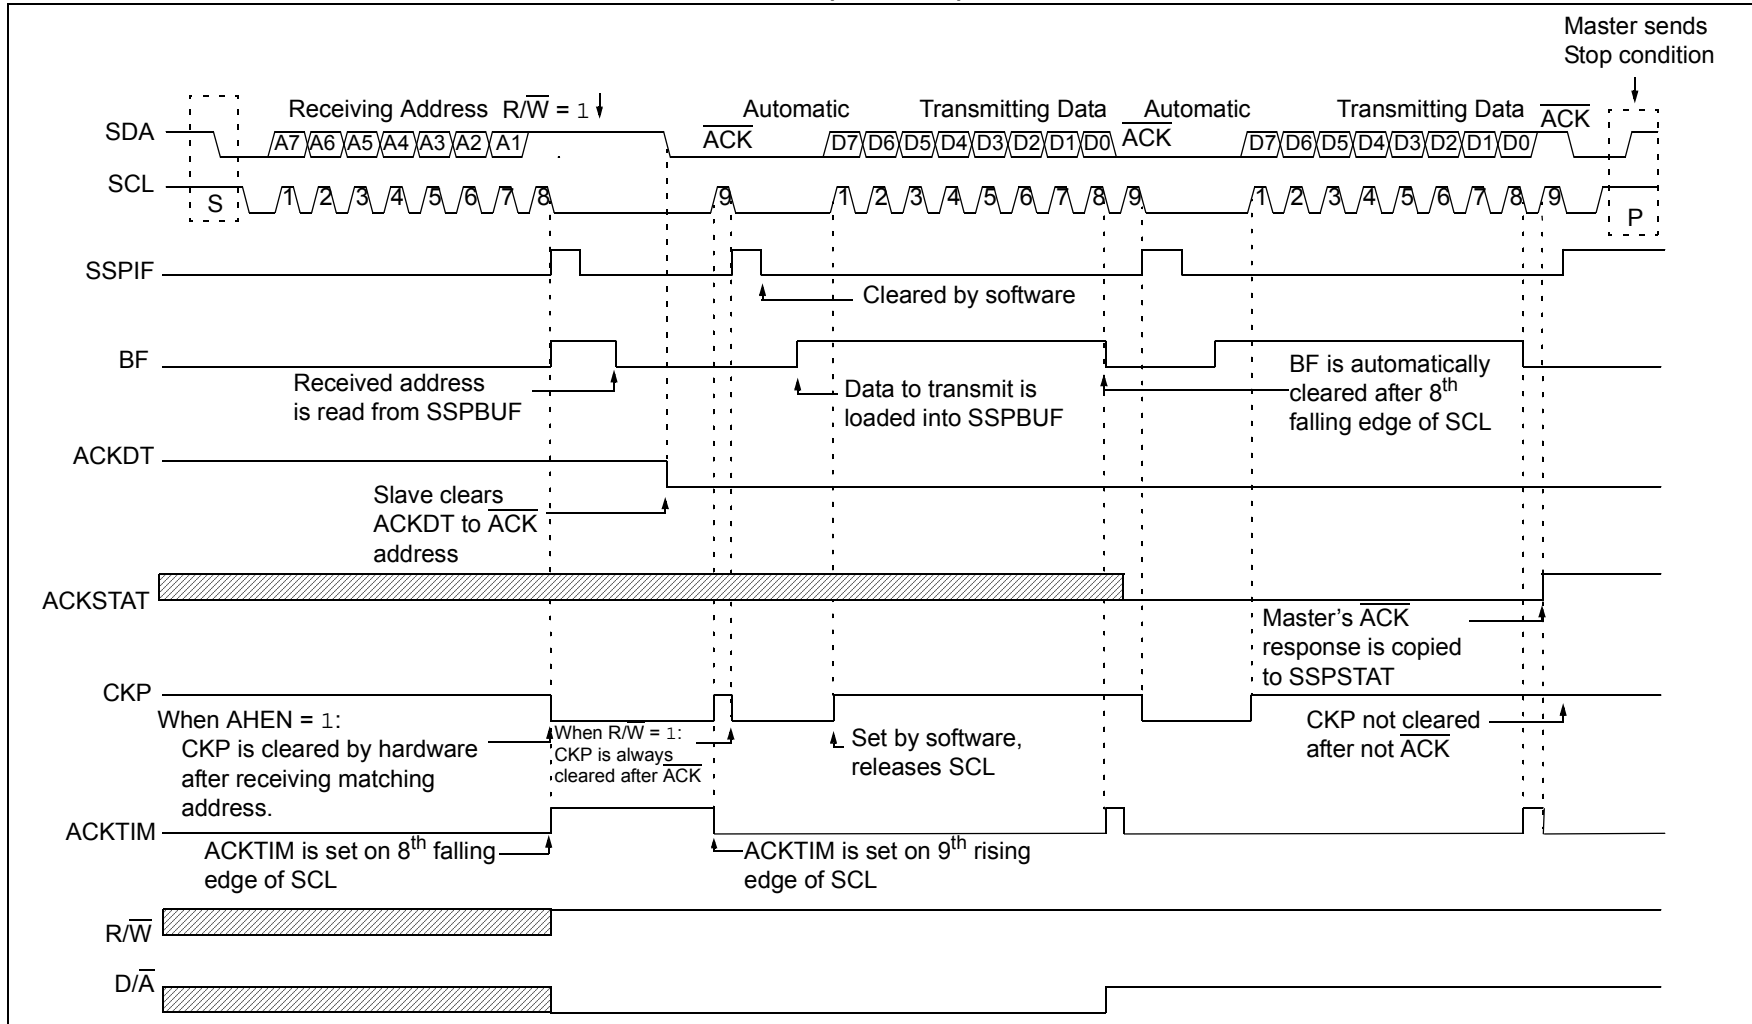 Master sends
Stop condition
Receiving Address R/W̅ = 1
Automatic
Transmitting Data
Automatic
Transmitting Data
A̅C̅K̅
SDA
A7 A6 A5 A4 A3 A2 A1
A̅C̅K̅
D7 D6 D5 D4 D3 D2 D1 D0
A̅C̅K̅
D7 D6 D5 D4 D3 D2 D1 D0
SCL
S
1 2 3 4 5 6 7 8
9
1 2 3 4 5 6 7 8 9
1 2 3 4 5 6 7 8 9
P
SSPIF
Cleared by software
BF
Received address
is read from SSPBUF
Data to transmit is
loaded into SSPBUF
BF is automatically
cleared after 8th
falling edge of SCL
ACKDT
Slave clears
ACKDT to A̅C̅K̅
address
ACKSTAT
Master's A̅C̅K̅
response is copied
to SSPSTAT
CKP
When AHEN = 1:
CKP is cleared by hardware
after receiving matching
address.
When R/W̅ = 1:
CKP is always
cleared after A̅C̅K̅
Set by software,
releases SCL
CKP not cleared
after not A̅C̅K̅
ACKTIM
ACKTIM is set on 8th falling
edge of SCL
ACKTIM is set on 9th rising
edge of SCL
R/W̅
D/A̅